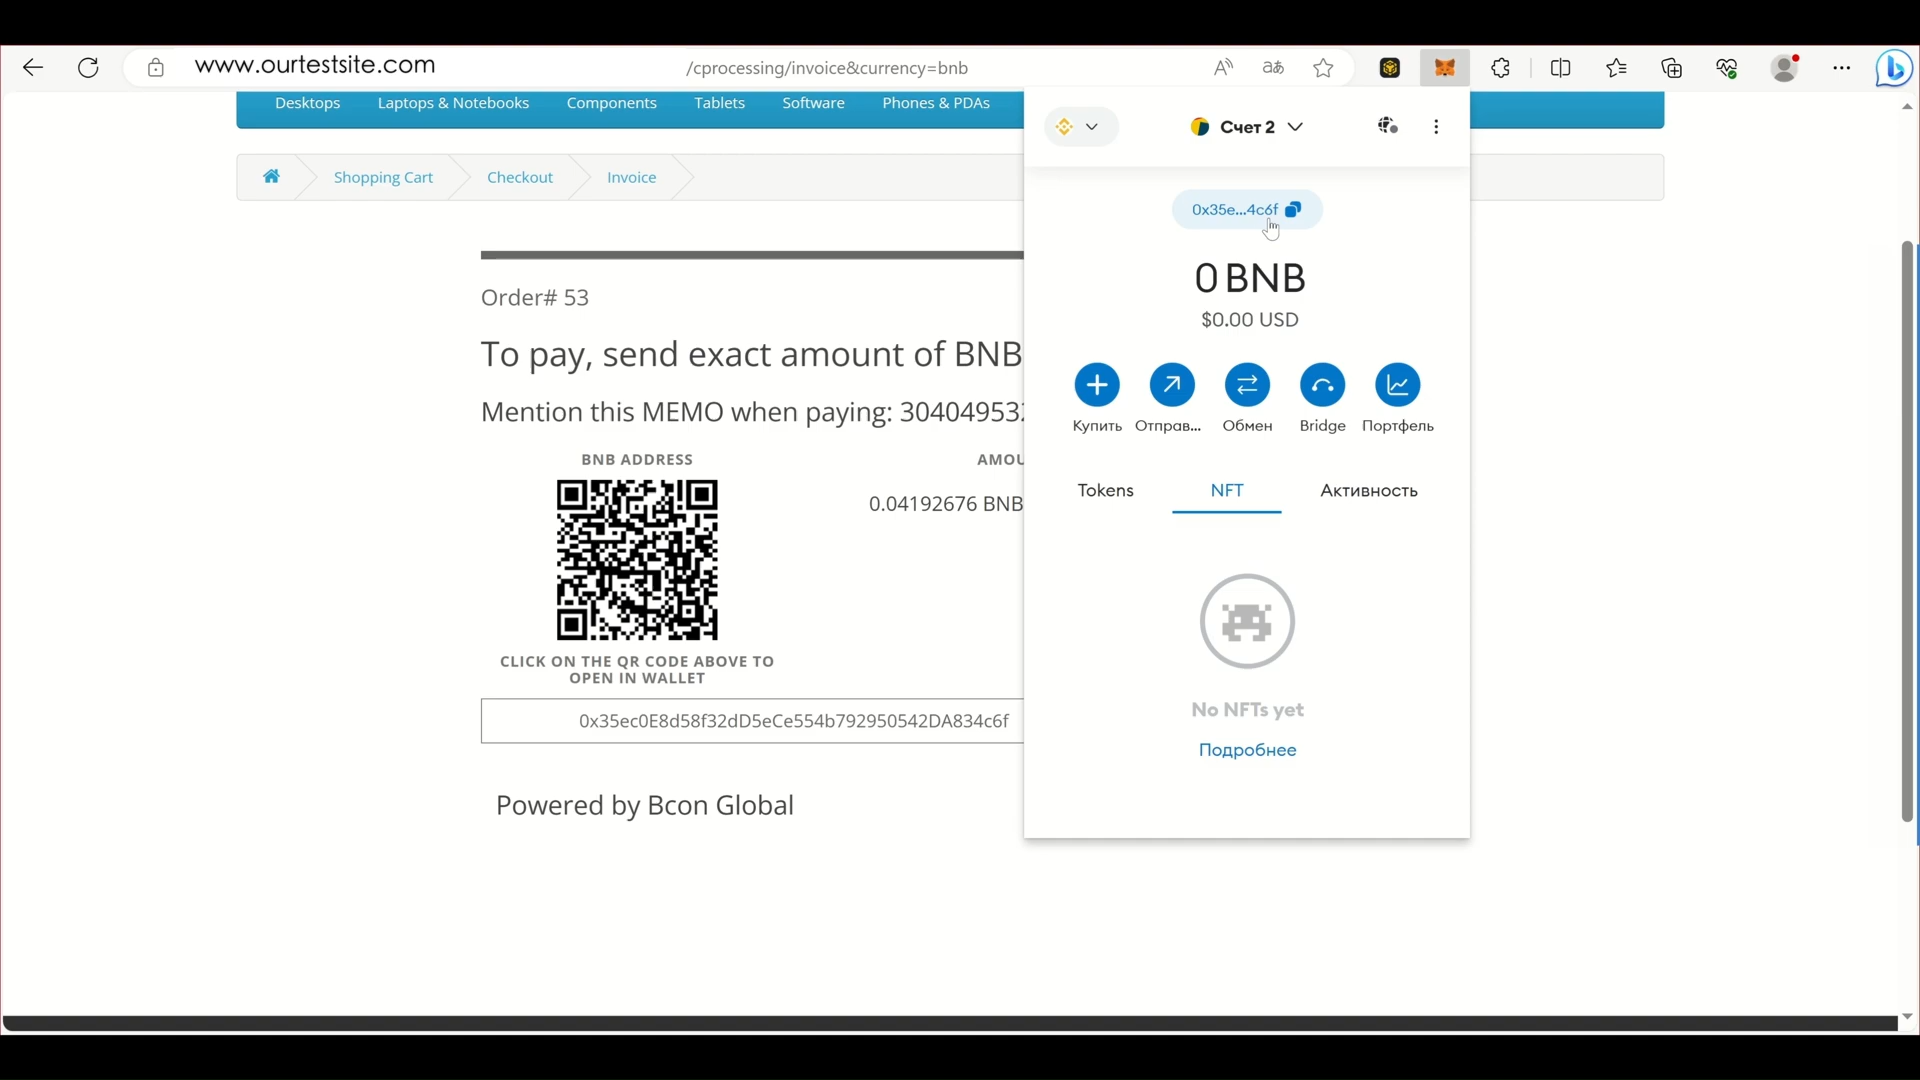 www.ourtestsite.com
/cprocessing/invoice&currency=bnb
Desktops Laptops & Notebooks Components Tablets Software Phones & PDAs
Shopping Cart Checkout Invoice
Order# 53
To pay, send exact amount of BNB
Mention this MEMO when paying:
BNB ADDRESS
0.04192676 BNB
CLICK ON THE QR CODE ABOVE TO
OPEN IN WALLET
0x35ec0E8d58f32dD5eCe554b792950542DA834c6f
Powered by Bcon Global
Счет 2
0x35e...4c6f
0 BNB
$0.00 USD
Купить Отправ... Обмен Bridge Портфель
Tokens NFT Активность
No NFTs yet
Подробнее